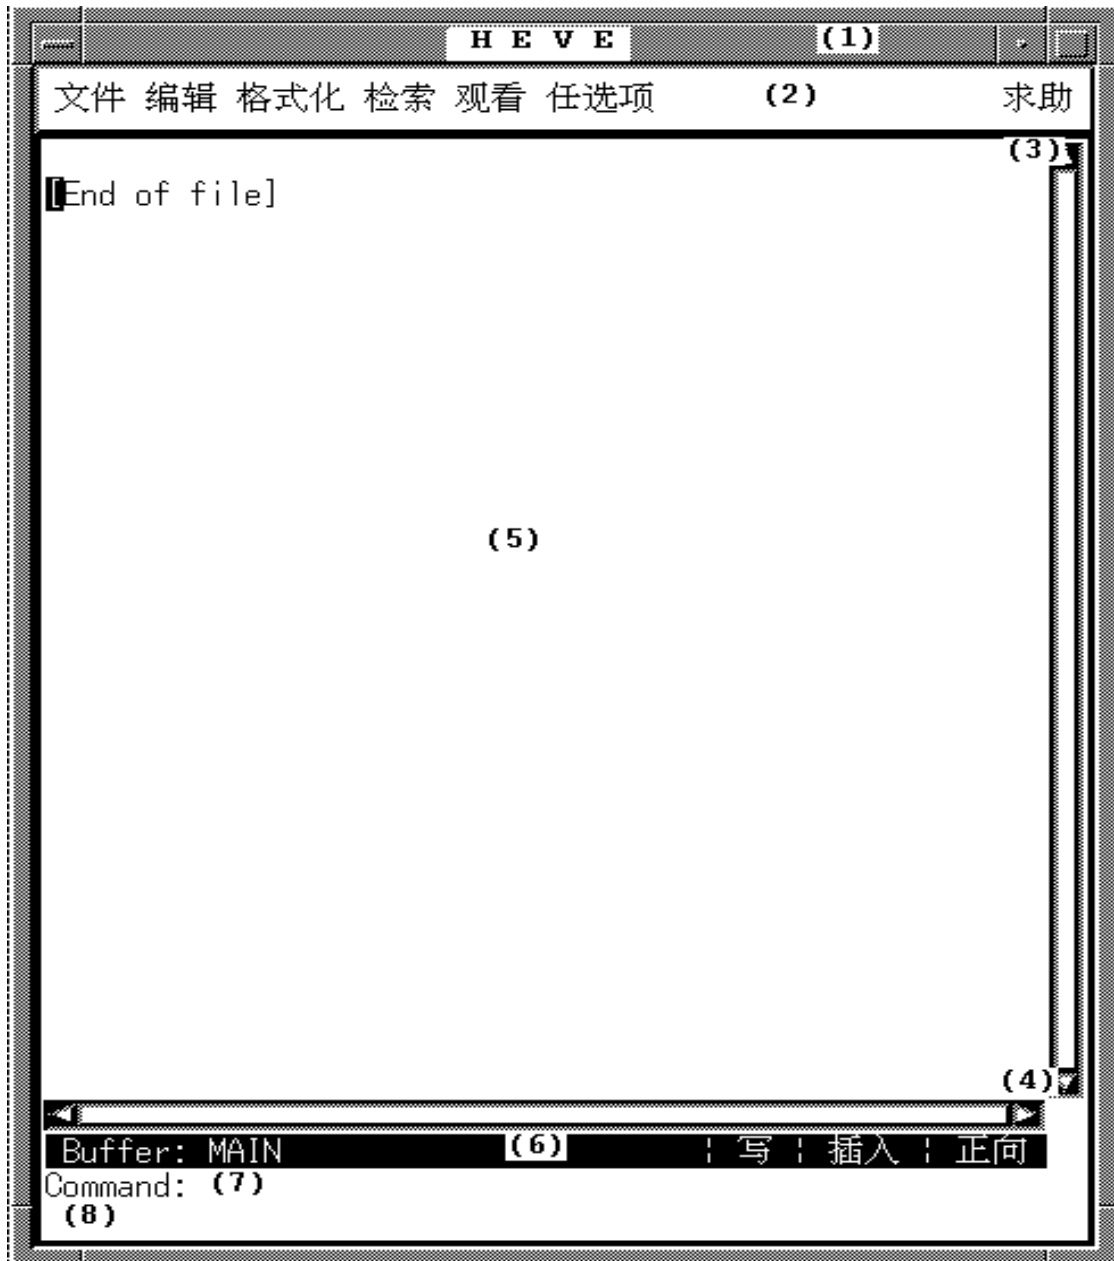 H E V E (1)
文件 编辑 格式化 检索 观看 任选项 (2) 求助
(3)
[End of file]
(5)
(4)
Buffer: MAIN (6) ¦ 写 ¦ 插入 ¦ 正向
Command: (7)
(8)